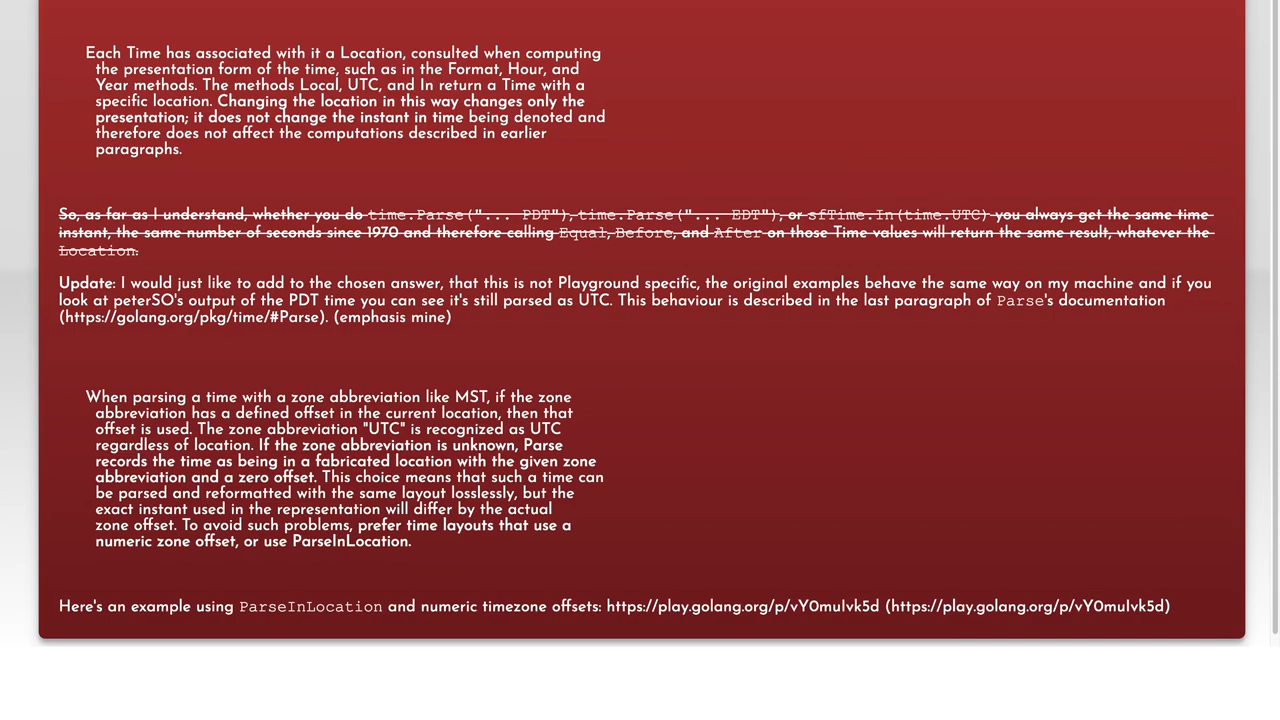 Each Time has associated with it a Location, consulted when computing
the presentation form of the time, such as in the Format, Hour, and
Year methods. The methods Local, UTC, and In return a Time with a
specific location. Changing the location in this way changes only the
presentation; it does not change the instant in time being denoted and
therefore does not affect the computations described in earlier
paragraphs.
So, as far as I understand, whether you do time.Parse("... PDT"), time.Parse("... EDT"), or sfTime.In(time.UTC) you always get the same time
instant, the same number of seconds since 1970 and therefore calling Equal, Before, and After on those Time values will return the same result, whatever the
Location.
Update: I would just like to add to the chosen answer, that this is not Playground specific, the original examples behave the same way on my machine and if you
look at peterSO's output of the PDT time you can see it's still parsed as UTC. This behaviour is described in the last paragraph of Parse's documentation
(https://golang.org/pkg/time/#Parse). (emphasis mine)
When parsing a time with a zone abbreviation like MST, if the zone
abbreviation has a defined offset in the current location, then that
offset is used. The zone abbreviation "UTC" is recognized as UTC
regardless of location. If the zone abbreviation is unknown, Parse
records the time as being in a fabricated location with the given zone
abbreviation and a zero offset. This choice means that such a time can
be parsed and reformatted with the same layout losslessly, but the
exact instant used in the representation will differ by the actual
zone offset. To avoid such problems, prefer time layouts that use a
numeric zone offset, or use ParseInLocation.
Here's an example using ParseInLocation and numeric timezone offsets: https://play.golang.org/p/vY0muIvk5d (https://play.golang.org/p/vY0muIvk5d)